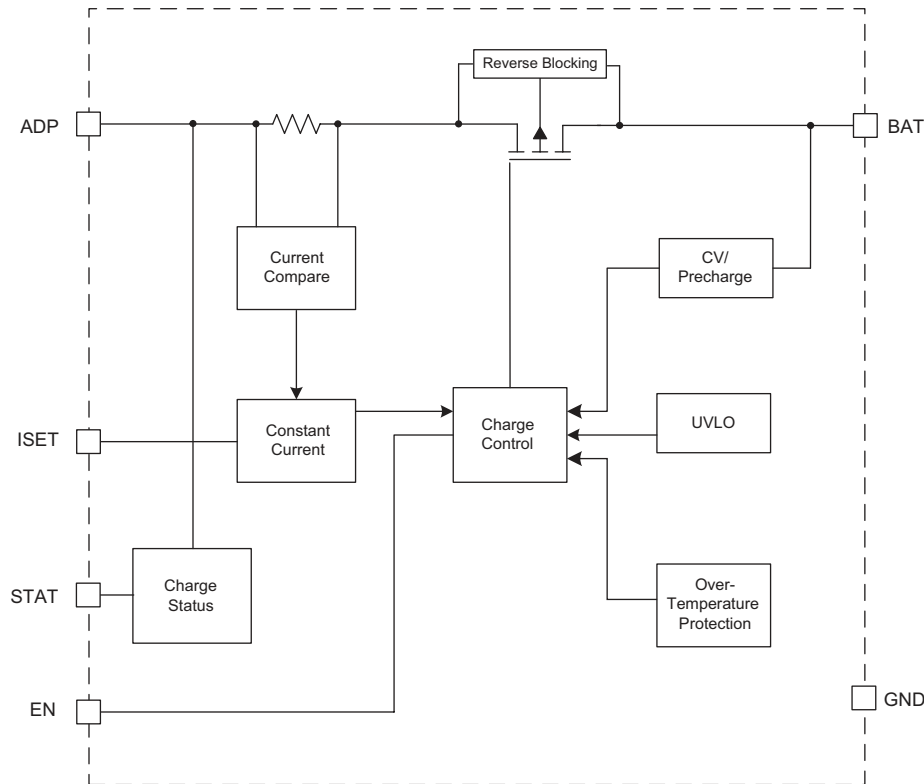 Reverse Blocking
ADP
BAT
Current
Compare
CV/
Precharge
ISET
Constant
Current
Charge
Control
UVLO
STAT
Charge
Status
Over-
Temperature
Protection
EN
GND